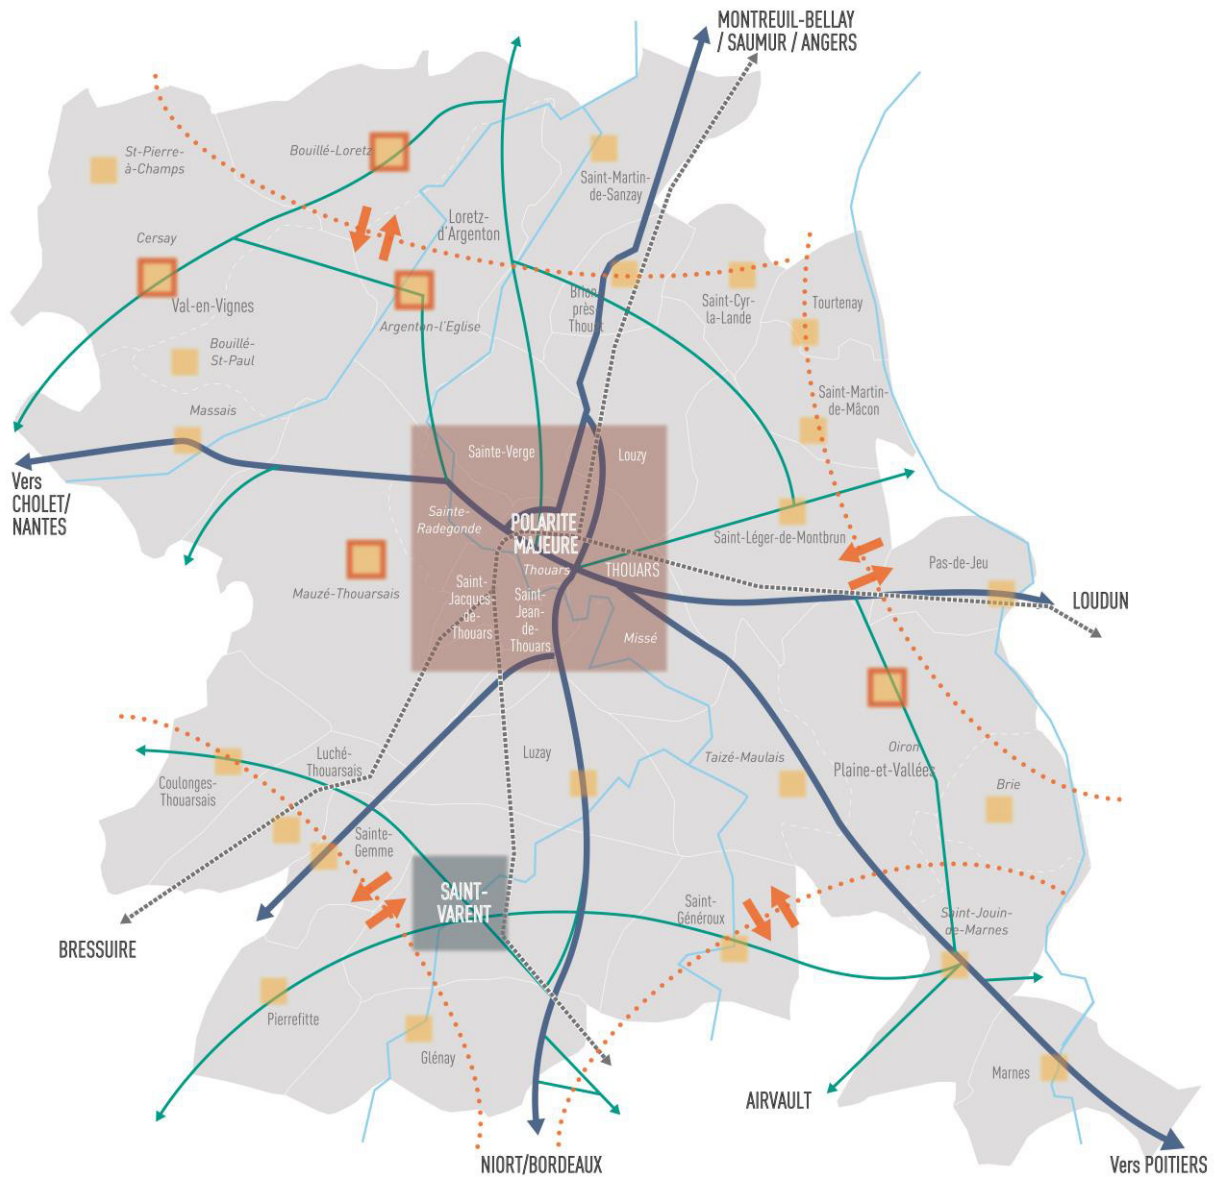 MONTREUIL-BELLAY
/ SAUMUR / ANGERS
St-Pierre-
à-Champs
Bouillé-Loretz
Saint-Martin-
de-Sanzay
Loretz-
d'Argenton
Cersay
Val-en-Vignes
Argenton-l'Eglise
Brion
près
Thouet
Saint-Cyr-
la-Lande
Tourtenay
Bouillé-
St-Paul
Massais
Saint-Martin-
de-Mâcon
Vers
CHOLET/
NANTES
Sainte-Verge
Louzy
Sainte-
Radegonde
POLARITE
MAJEURE
Thouars
THOUARS
Saint-Léger-de-Montbrun
Pas-de-Jeu
LOUDUN
Mauzé-Thouarsais
Saint-
Jacques
de-
Thouars
Saint-
Jean-
de-
Thouars
Missé
Oiron
Plaine-et-Vallées
Brie
Luché-
Thouarsais
Luzay
Taizé-Maulais
Coulonges-
Thouarsais
Sainte-
Gemme
SAINT-
VARENT
Saint-
Généroux
Saint-Jouin-
de-Marnes
BRESSUIRE
Pierrefitte
Glénay
Marnes
AIRVAULT
NIORT/BORDEAUX
Vers POITIERS